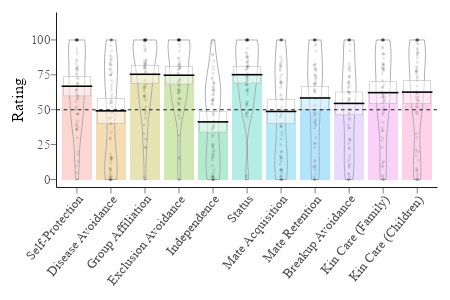 100
75
50
25
0
Rating
Self-Protection
Disease Avoidance
Group Affiliation
Exclusion Avoidance
Independence
Status
Mate Acquisition
Mate Retention
Breakup Avoidance
Kin Care (Family)
Kin Care (Children)